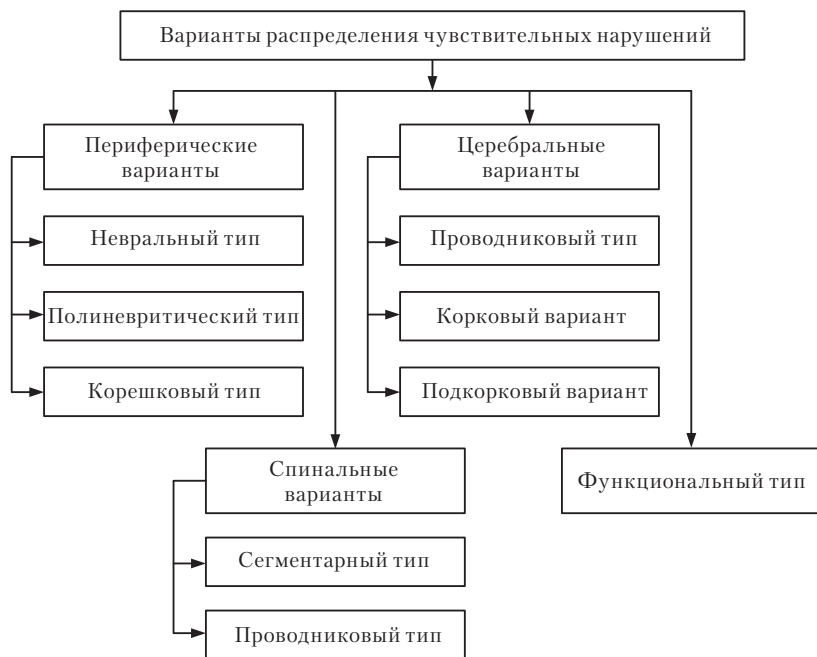 Варианты распределения чувствительных нарушений
Периферические
варианты
Невральный тип
Полиневритический тип
Корешковый тип
Церебральные
варианты
Проводниковый тип
Корковый вариант
Подкорковый вариант
Спинальные
варианты
Сегментарный тип
Проводниковый тип
Функциональный тип